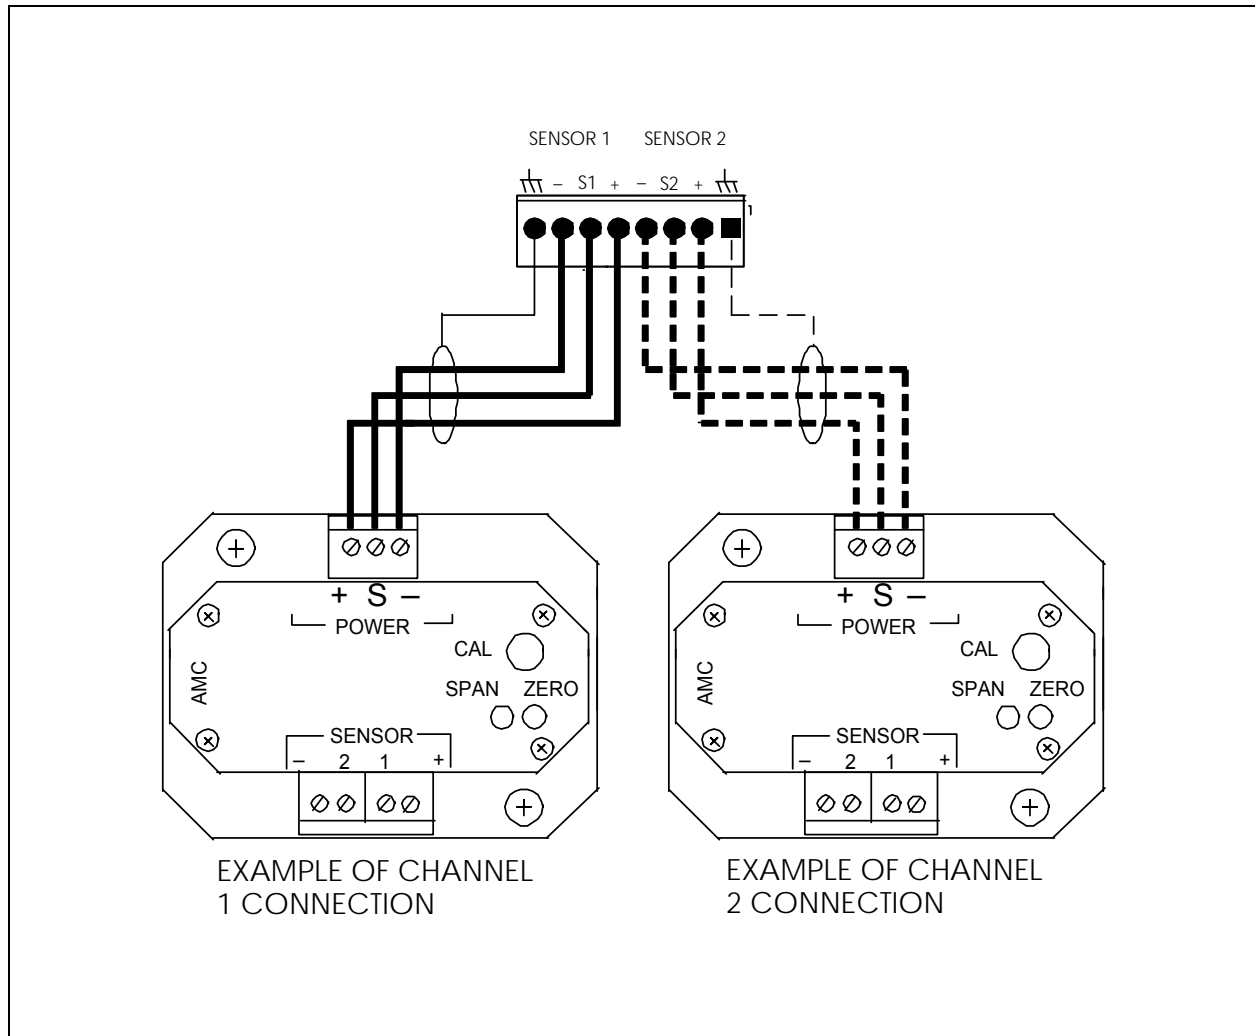 SENSOR 1 SENSOR 2
– S1 + – S2 +
1
+ S –
POWER
CAL
AMC
SPAN ZERO
SENSOR
– 2 1 +
EXAMPLE OF CHANNEL
1 CONNECTION
+ S –
POWER
CAL
AMC
SPAN ZERO
SENSOR
– 2 1 +
EXAMPLE OF CHANNEL
2 CONNECTION